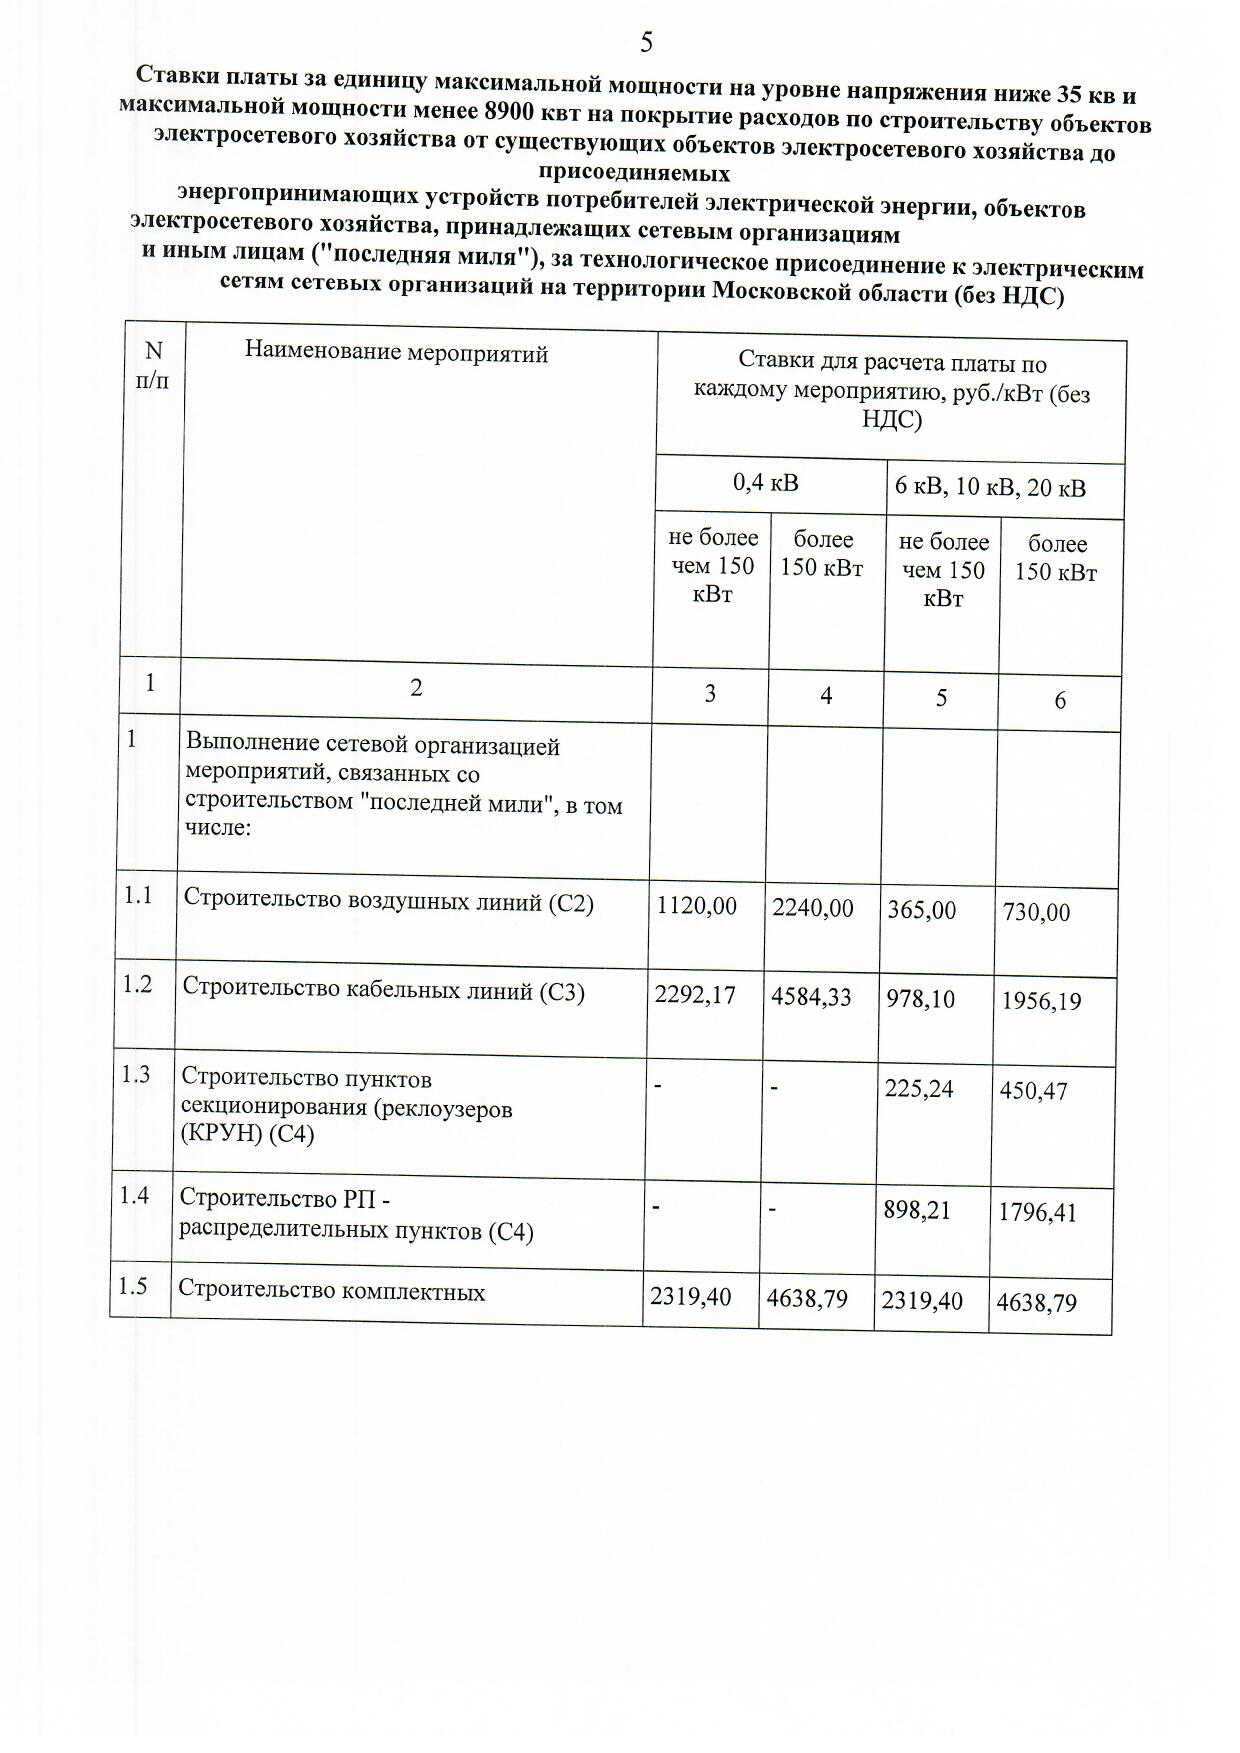 5
Ставки платы за единицу максимальной мощности на уровне напряжения ниже 35 кв и
максимальной мощности менее 8900 квт на покрытие расходов по строительству объектов
электросетевого хозяйства от существующих объектов электросетевого хозяйства до
присоединяемых
энергопринимающих устройств потребителей электрической энергии, объектов
электросетевого хозяйства, принадлежащих сетевым организациям
и иным лицам ("последняя миля"), за технологическое присоединение к электрическим
сетям сетевых организаций на территории Московской области (без НДС)
N
п/п
Наименование мероприятий
Ставки для расчета платы по
каждому мероприятию, руб./кВт (без
НДС)
0,4 кВ
6 кВ, 10 кВ, 20 кВ
не более
чем 150
кВт
более
150 кВт
не более
чем 150
кВт
более
150 кВт
1 2 3 4 5 6
1
Выполнение сетевой организацией
мероприятий, связанных со
строительством "последней мили", в том
числе:
1.1 Строительство воздушных линий (С2) 1120,00 2240,00 365,00 730,00
1.2 Строительство кабельных линий (С3) 2292,17 4584,33 978,10 1956,19
1.3 Строительство пунктов - - 225,24 450,47
секционирования (реклоузеров
(КРУН) (С4)
1.4 Строительство РП - - - 898,21 1796,41
распределительных пунктов (С4)
1.5 Строительство комплектных 2319,40 4638,79 2319,40 4638,79